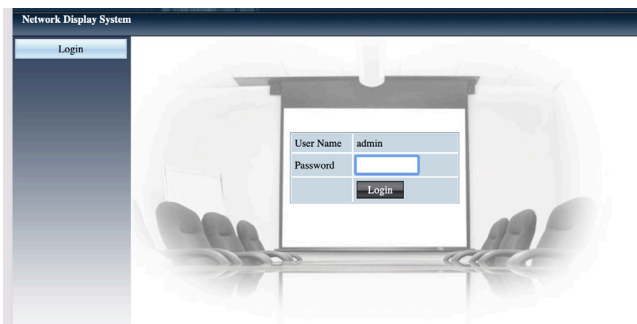 Network Display System
Login
User Name admin
Password
Login